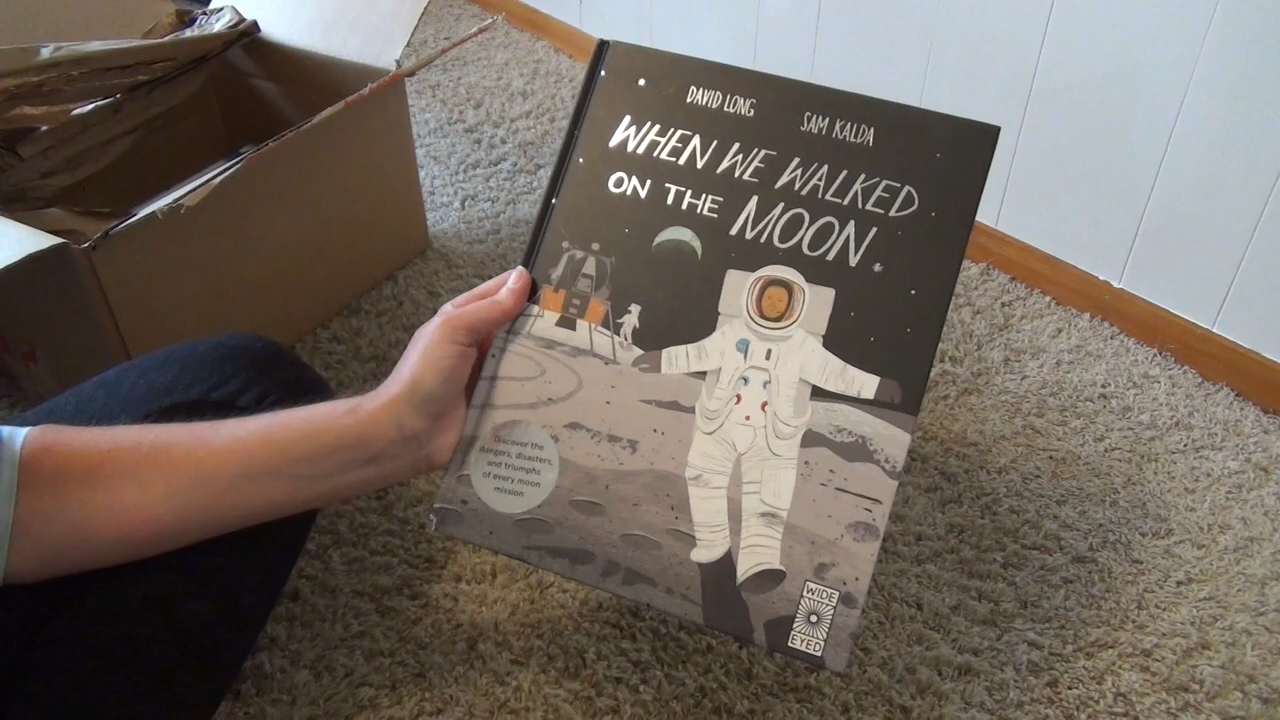 DAVID LONG SAM KALDA
WHEN WE WALKED
ON THE MOON
Discover the
dangers, disasters,
and triumphs
of every moon
mission
WIDE
EYED